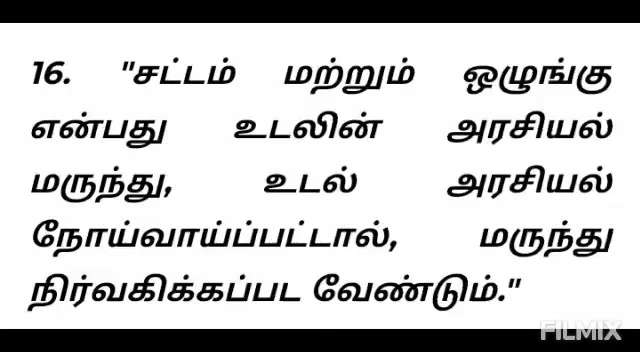 16. "சட்டம் மற்றும் ஒழுங்கு
என்பது உடலின் அரசியல்
மருந்து, உடல் அரசியல்
நோய்வாய்ப்பட்டால், மருந்து
நிர்வகிக்கப்பட வேண்டும்."
FILMIX